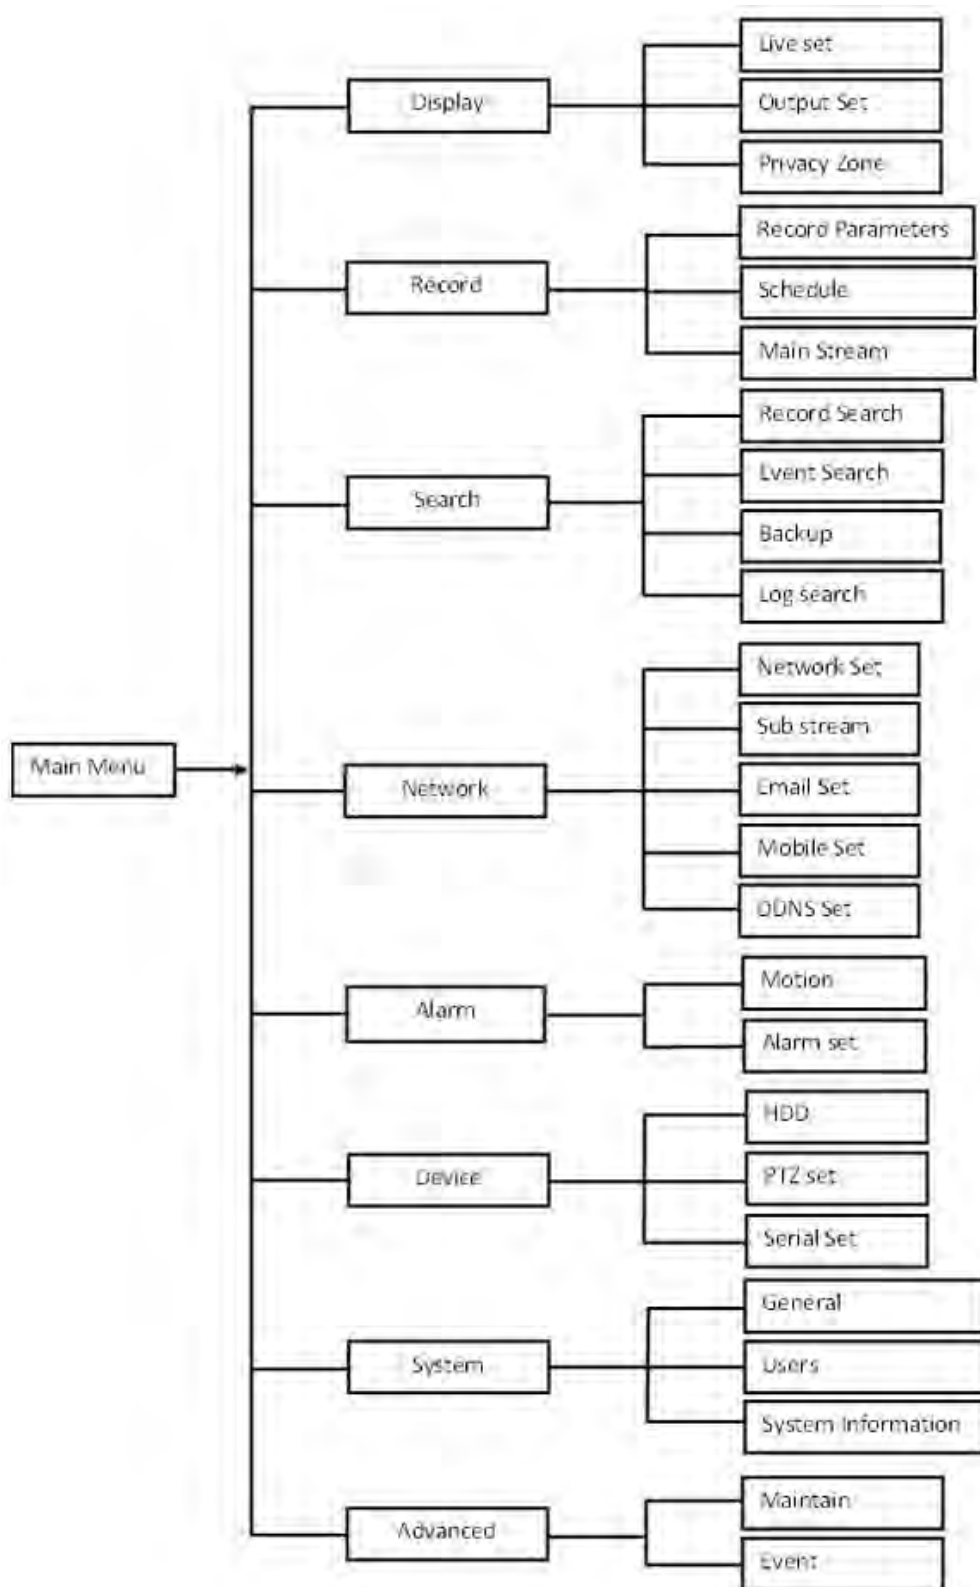 Main Menu
Display
Live set
Output Set
Privacy Zone
Record
Record Parameters
Schedule
Main Stream
Search
Record Search
Event Search
Backup
Log search
Network
Network Set
Sub stream
Email Set
Mobile Set
DDNS Set
Alarm
Motion
Alarm set
Device
HDD
PTZ set
Serial Set
System
General
Users
System Information
Advanced
Maintain
Event